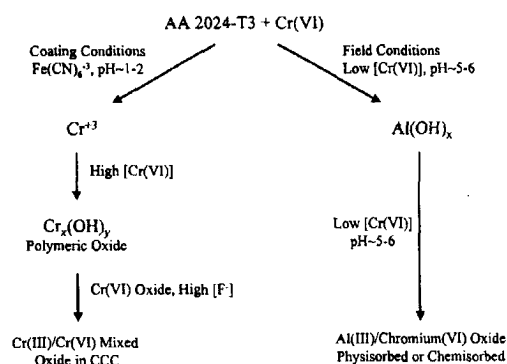 AA 2024-T3 + Cr(VI)
Coating Conditions
Fe(CN)₆⁻³, pH~1-2
Field Conditions
Low [Cr(VI)], pH~5-6
Cr⁺³
Al(OH)ₓ
High [Cr(VI)]
Crₓ(OH)ᵧ
Polymeric Oxide
Low [Cr(VI)]
pH~5-6
Cr(VI) Oxide, High [F⁻]
Cr(III)/Cr(VI) Mixed
Oxide in CCC
Al(III)/Chromium(VI) Oxide
Physisorbed or Chemisorbed